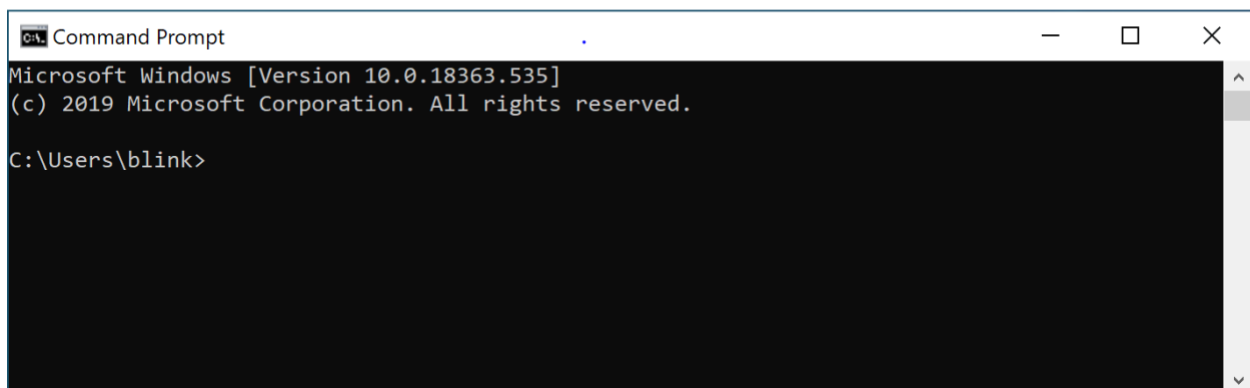 Command Prompt
Microsoft Windows [Version 10.0.18363.535]
(c) 2019 Microsoft Corporation. All rights reserved.
C:\Users\blink>